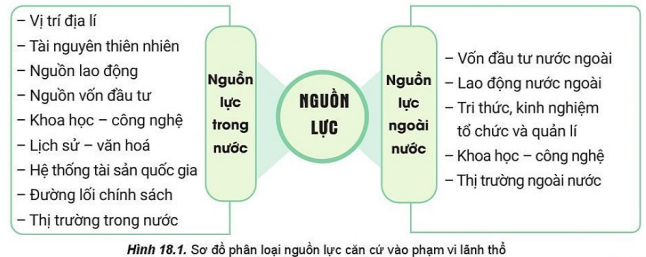 – Vị trí địa lí
– Tài nguyên thiên nhiên
– Nguồn lao động
– Nguồn vốn đầu tư
– Khoa học – công nghệ
– Lịch sử – văn hoá
– Hệ thống tài sản quốc gia
– Đường lối chính sách
– Thị trường trong nước
Nguồn
lực
trong
nước
NGUỒN
LỰC
Nguồn
lực
ngoài
nước
– Vốn đầu tư nước ngoài
– Lao động nước ngoài
– Tri thức, kinh nghiệm
tổ chức và quản lí
– Khoa học – công nghệ
– Thị trường ngoài nước
Hình 18.1. Sơ đồ phân loại nguồn lực căn cứ vào phạm vi lãnh thổ